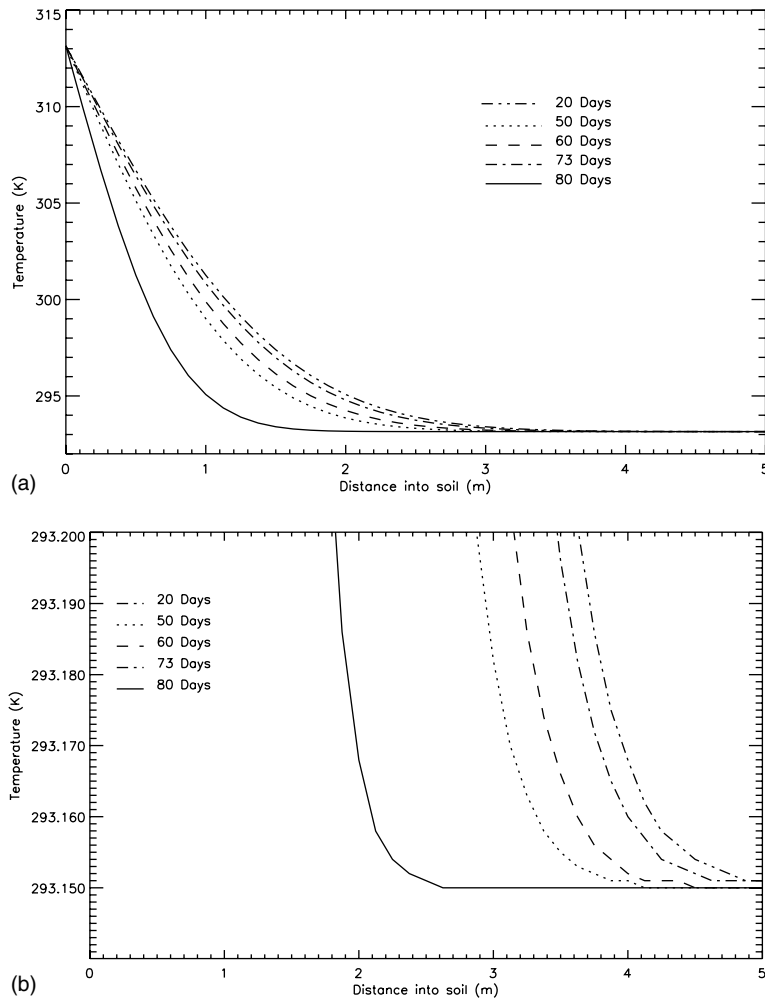 315
310
305
300
295
Temperature (K)
20 Days
50 Days
60 Days
73 Days
80 Days
0 1 2 3 4 5
Distance into soil (m)
(a)
293.200
293.190
293.180
293.170
293.160
293.150
Temperature (K)
20 Days
50 Days
60 Days
73 Days
80 Days
0 1 2 3 4 5
Distance into soil (m)
(b)